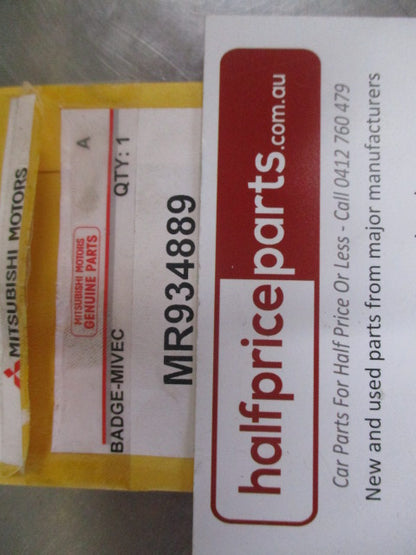 MITSUBISHI MOTORS
MITSUBISHI MOTORS
GENUINE PARTS
A
BADGE-MIVEC QTY: 1
MR934889
halfpriceparts.com.au
Car Parts For Half Price Or Less - Call 0412 760 479
New and used parts from major manufacturers